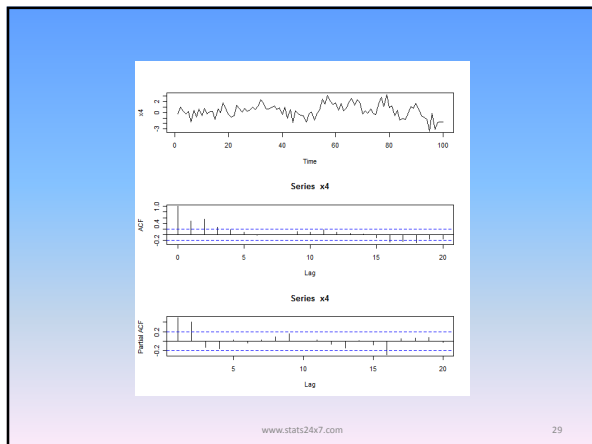 x4
-3 0 2
0 20 40 60 80 100
Time
Series x4
ACF
-0.2 0.4 1.0
0 5 10 15 20
Lag
Series x4
Partial ACF
-0.2 0.2
5 10 15 20
Lag
www.stats24x7.com 29